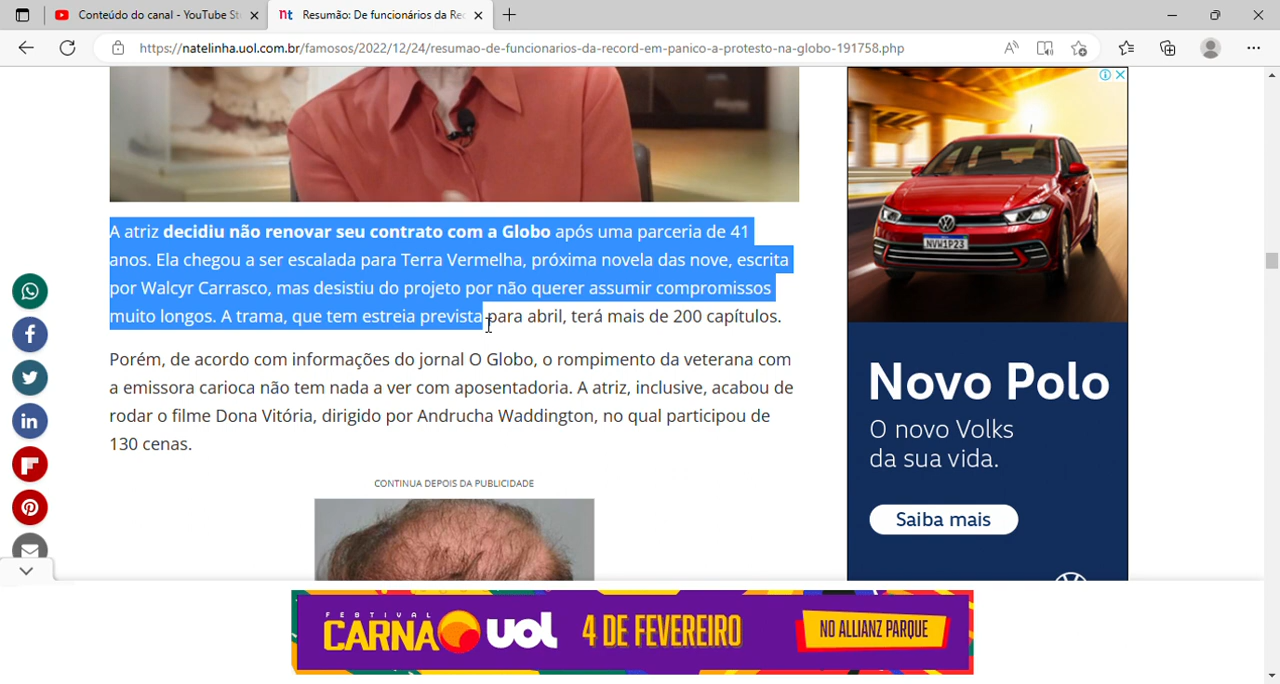 Conteúdo do canal - YouTube St
nt Resumão: De funcionários da Rec
https://natelinha.uol.com.br/famosos/2022/12/24/resumao-de-funcionarios-da-record-em-panico-a-protesto-na-globo-191758.php
A atriz decidiu não renovar seu contrato com a Globo após uma parceria de 41
anos. Ela chegou a ser escalada para Terra Vermelha, próxima novela das nove, escrita
por Walcyr Carrasco, mas desistiu do projeto por não querer assumir compromissos
muito longos. A trama, que tem estreia prevista para abril, terá mais de 200 capítulos.
Porém, de acordo com informações do jornal O Globo, o rompimento da veterana com
a emissora carioca não tem nada a ver com aposentadoria. A atriz, inclusive, acabou de
rodar o filme Dona Vitória, dirigido por Andrucha Waddington, no qual participou de
130 cenas.
CONTINUA DEPOIS DA PUBLICIDADE
NVW1P23
Novo Polo
O novo Volks
da sua vida.
Saiba mais
FESTIVAL
CARNA UOL
4 DE FEVEREIRO
NO ALLIANZ PARQUE